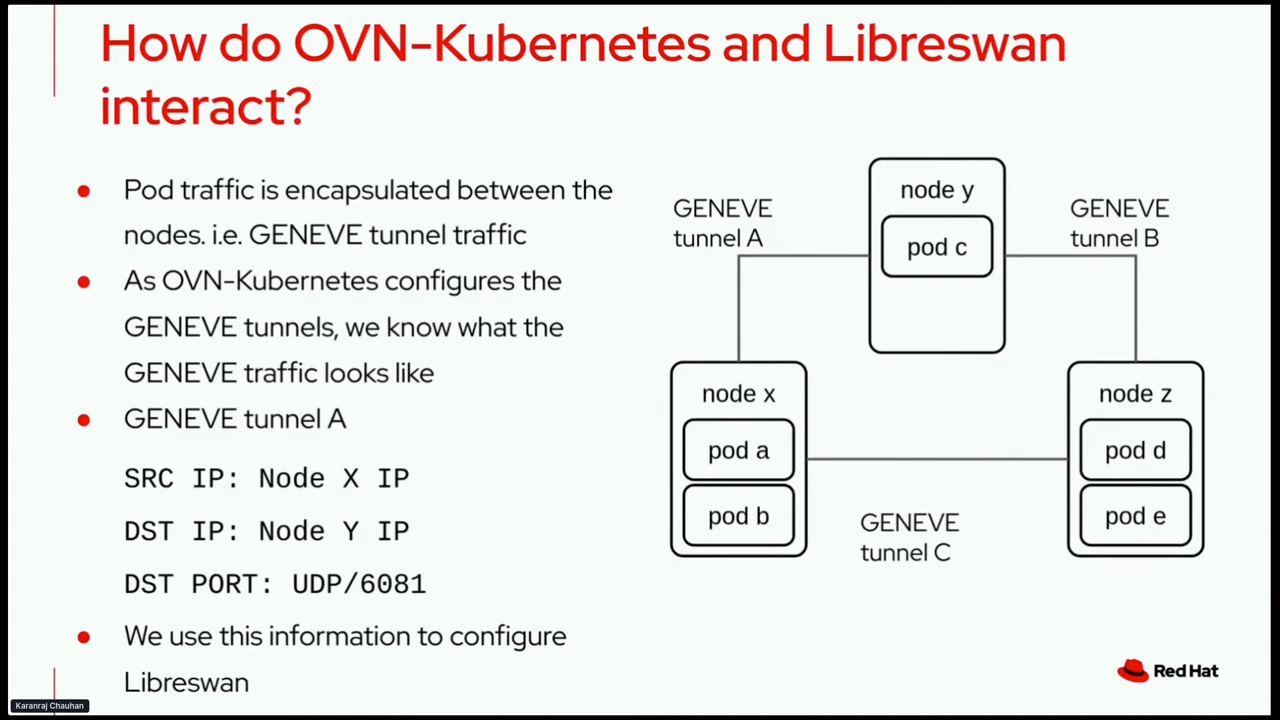 How do OVN-Kubernetes and Libreswan
interact?
Pod traffic is encapsulated between the
nodes. i.e. GENEVE tunnel traffic
As OVN-Kubernetes configures the
GENEVE tunnels, we know what the
GENEVE traffic looks like
GENEVE tunnel A
SRC IP: Node X IP
DST IP: Node Y IP
DST PORT: UDP/6081
We use this information to configure
Libreswan
GENEVE
tunnel A
node y
pod c
GENEVE
tunnel B
node x
pod a
pod b
node z
pod d
pod e
GENEVE
tunnel C
Red Hat
Karanraj Chauhan